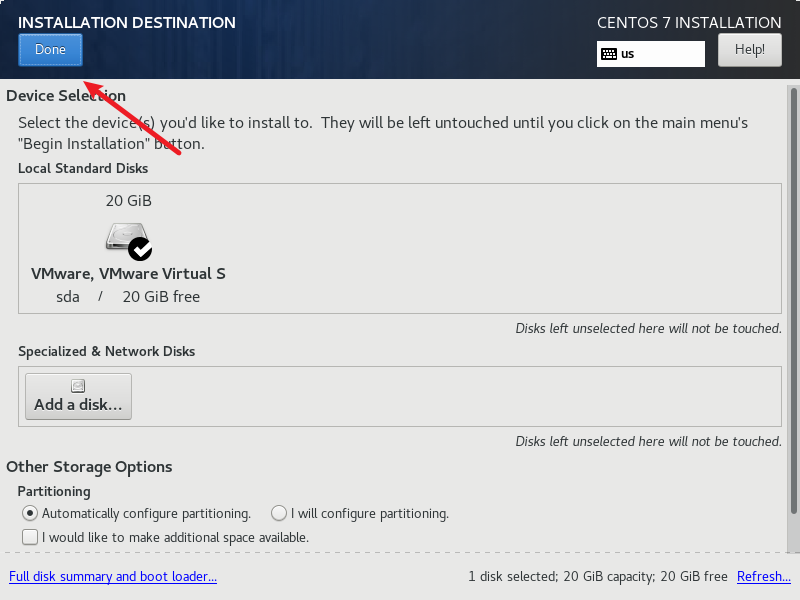 INSTALLATION DESTINATION
CENTOS 7 INSTALLATION
Done
us
Help!
Device Selection
Select the device(s) you'd like to install to.  They will be left untouched until you click on the main menu's
"Begin Installation" button.
Local Standard Disks
20 GiB
VMware, VMware Virtual S
sda / 20 GiB free
Disks left unselected here will not be touched.
Specialized & Network Disks
Add a disk...
Disks left unselected here will not be touched.
Other Storage Options
Partitioning
Automatically configure partitioning. I will configure partitioning.
I would like to make additional space available.
Full disk summary and boot loader... 1 disk selected; 20 GiB capacity; 20 GiB free Refresh...